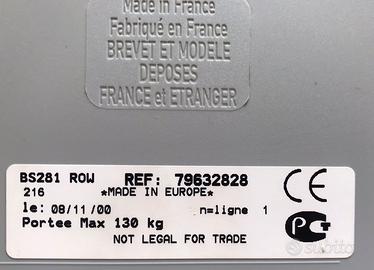 Made in France
Fabriqué en France
BREVET et MODELE
DEPOSES
FRANCE et ETRANGER
BS281 ROW REF: 79632828
216 *MADE IN EUROPE*
le: 08/11/00 n=ligne 1
Portee Max 130 kg
NOT LEGAL FOR TRADE
CE
subito